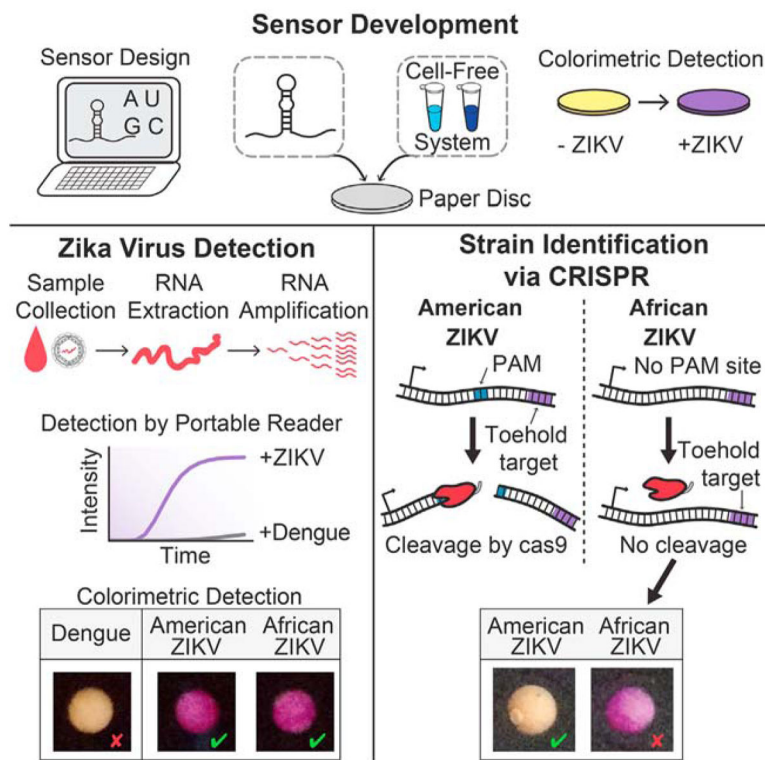 Sensor Development
Sensor Design
A U
G C
Cell-Free
System
Paper Disc
Colorimetric Detection
- ZIKV
+ZIKV
Zika Virus Detection
Sample
Collection
RNA
Extraction
RNA
Amplification
Detection by Portable Reader
Intensity
+ZIKV
+Dengue
Time
Colorimetric Detection
Dengue
American
ZIKV
African
ZIKV
Strain Identification
via CRISPR
American
ZIKV
PAM
Toehold
target
Cleavage by cas9
African
ZIKV
No PAM site
Toehold
target
No cleavage
American
ZIKV
African
ZIKV